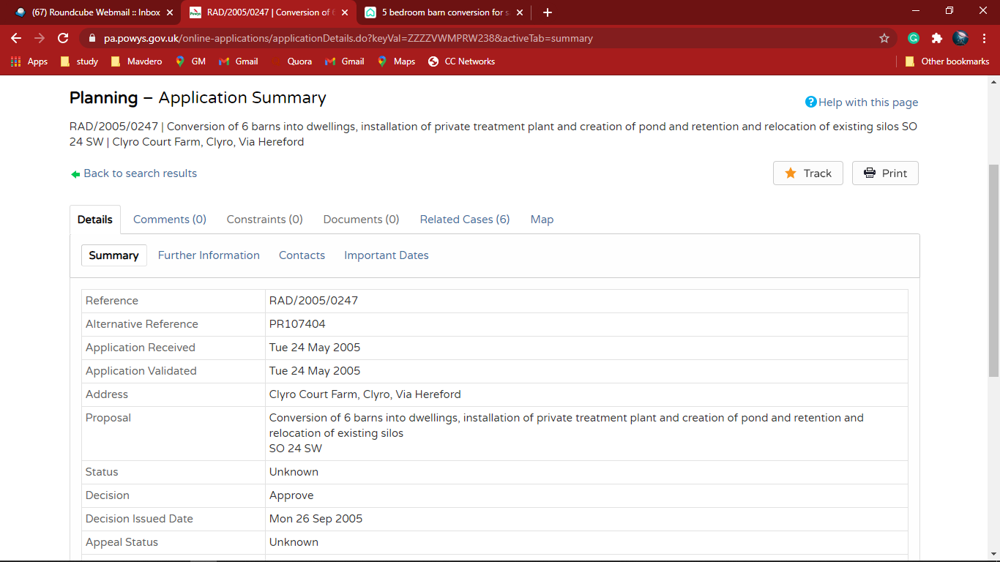 (67) Roundcube Webmail :: Inbox
RAD/2005/0247 | Conversion of 6
5 bedroom barn conversion for s
pa.powys.gov.uk/online-applications/applicationDetails.do?keyVal=ZZZZVWMPRW238&activeTab=summary
Apps study Mavdero GM Gmail Quora Gmail Maps CC Networks Other bookmarks
Planning – Application Summary
Help with this page
RAD/2005/0247 | Conversion of 6 barns into dwellings, installation of private treatment plant and creation of pond and retention and relocation of existing silos SO
24 SW | Clyro Court Farm, Clyro, Via Hereford
Back to search results
Track Print
Details Comments (0) Constraints (0) Documents (0) Related Cases (6) Map
Summary Further Information Contacts Important Dates
Reference RAD/2005/0247
Alternative Reference PR107404
Application Received Tue 24 May 2005
Application Validated Tue 24 May 2005
Address Clyro Court Farm, Clyro, Via Hereford
Proposal Conversion of 6 barns into dwellings, installation of private treatment plant and creation of pond and retention and
relocation of existing silos
SO 24 SW
Status Unknown
Decision Approve
Decision Issued Date Mon 26 Sep 2005
Appeal Status Unknown